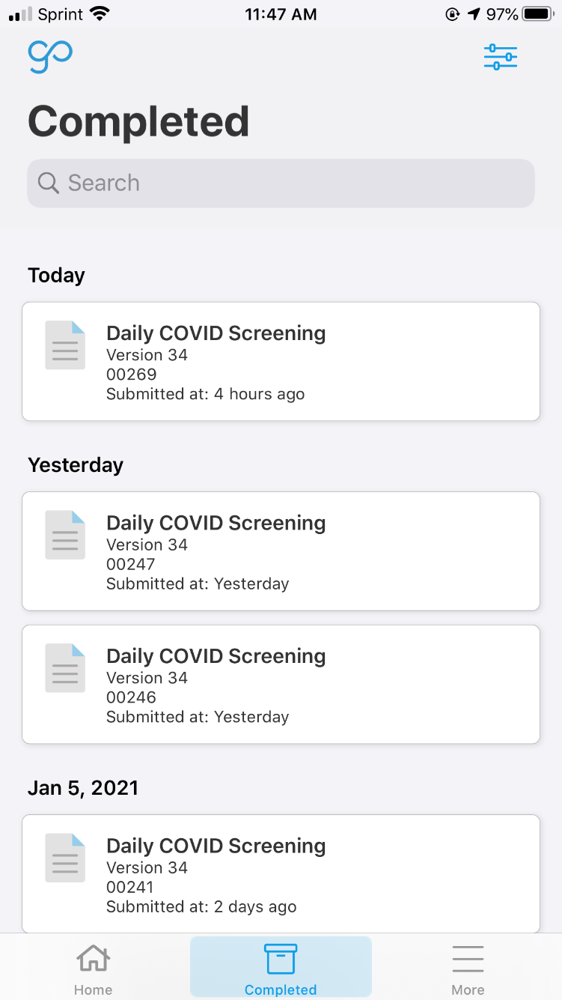 Sprint 11:47 AM 97%
go
Completed
Search
Today
Daily COVID Screening
Version 34
00269
Submitted at: 4 hours ago
Yesterday
Daily COVID Screening
Version 34
00247
Submitted at: Yesterday
Daily COVID Screening
Version 34
00246
Submitted at: Yesterday
Jan 5, 2021
Daily COVID Screening
Version 34
00241
Submitted at: 2 days ago
Home Completed More